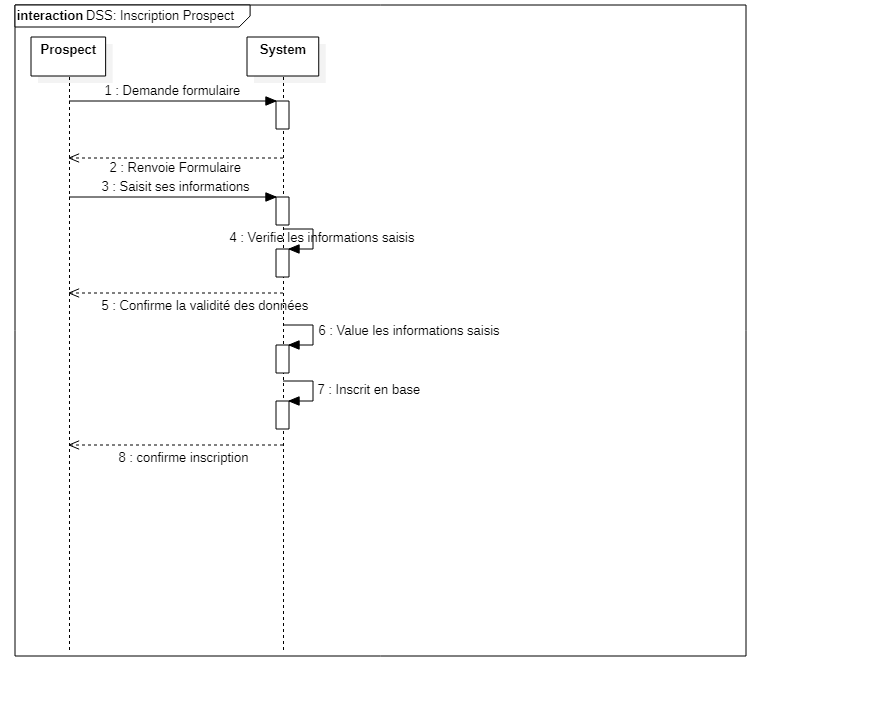 interaction DSS: Inscription Prospect
Prospect
System
1 : Demande formulaire
2 : Renvoie Formulaire
3 : Saisit ses informations
4 : Verifie les informations saisis
5 : Confirme la validité des données
6 : Value les informations saisis
7 : Inscrit en base
8 : confirme inscription